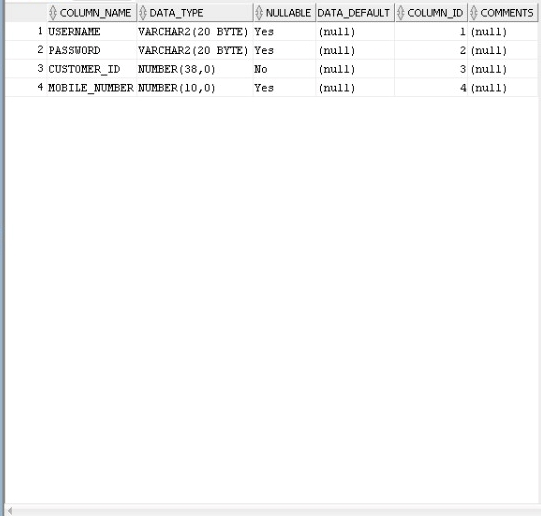 COLUMN_NAME DATA_TYPE NULLABLE DATA_DEFAULT COLUMN_ID COMMENTS
1 USERNAME VARCHAR2(20 BYTE) Yes (null) 1 (null)
2 PASSWORD VARCHAR2(20 BYTE) Yes (null) 2 (null)
3 CUSTOMER_ID NUMBER(38,0) No (null) 3 (null)
4 MOBILE_NUMBER NUMBER(10,0) Yes (null) 4 (null)